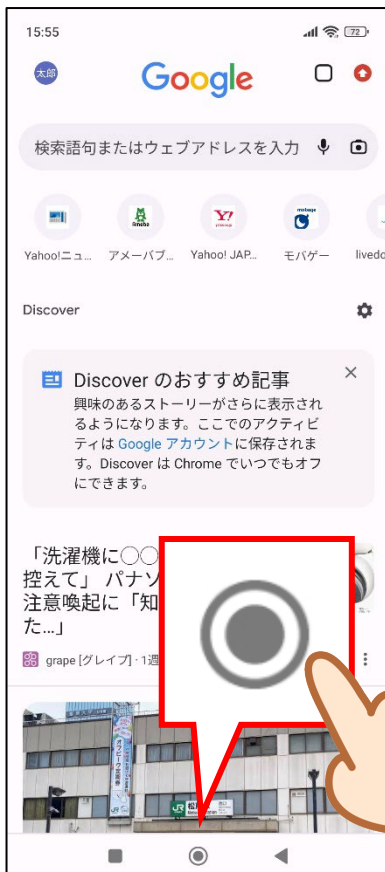 15:55
72
太郎
Google
検索語句またはウェブアドレスを入力
Yahoo!ニュ... アメーバブ... Yahoo! JAP... モバゲー livedo
Discover
Discover のおすすめ記事
興味のあるストーリーがさらに表示され
るようになります。ここでのアクティビ
ティは Google アカウントに保存されま
す。Discover は Chrome でいつでもオフ
にできます。
「洗濯機に○○
控えて」 パナソ
注意喚起に「知
た...」
grape [グレイプ]・1週
JR